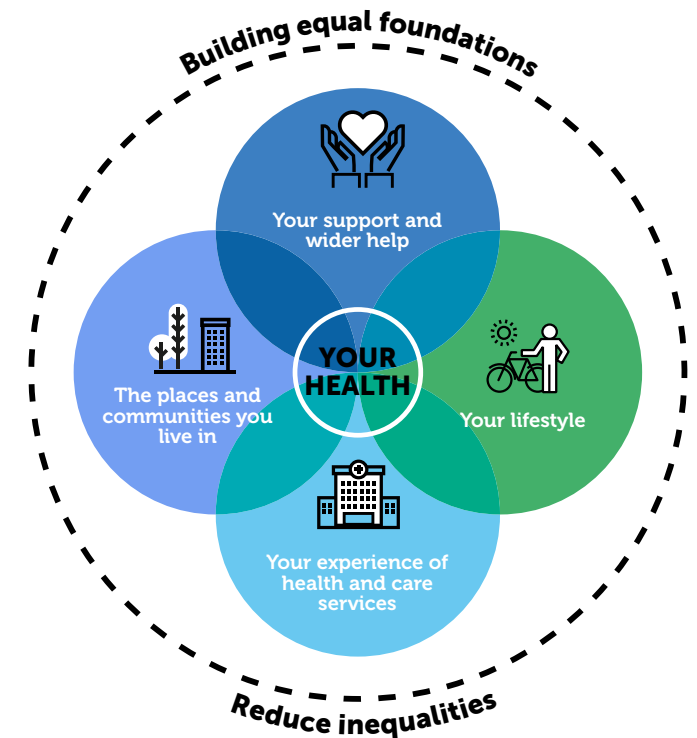 Building equal foundations
Your support and
wider help
YOUR
HEALTH
The places and
communities you
live in
Your lifestyle
Your experience of
health and care
services
Reduce inequalities